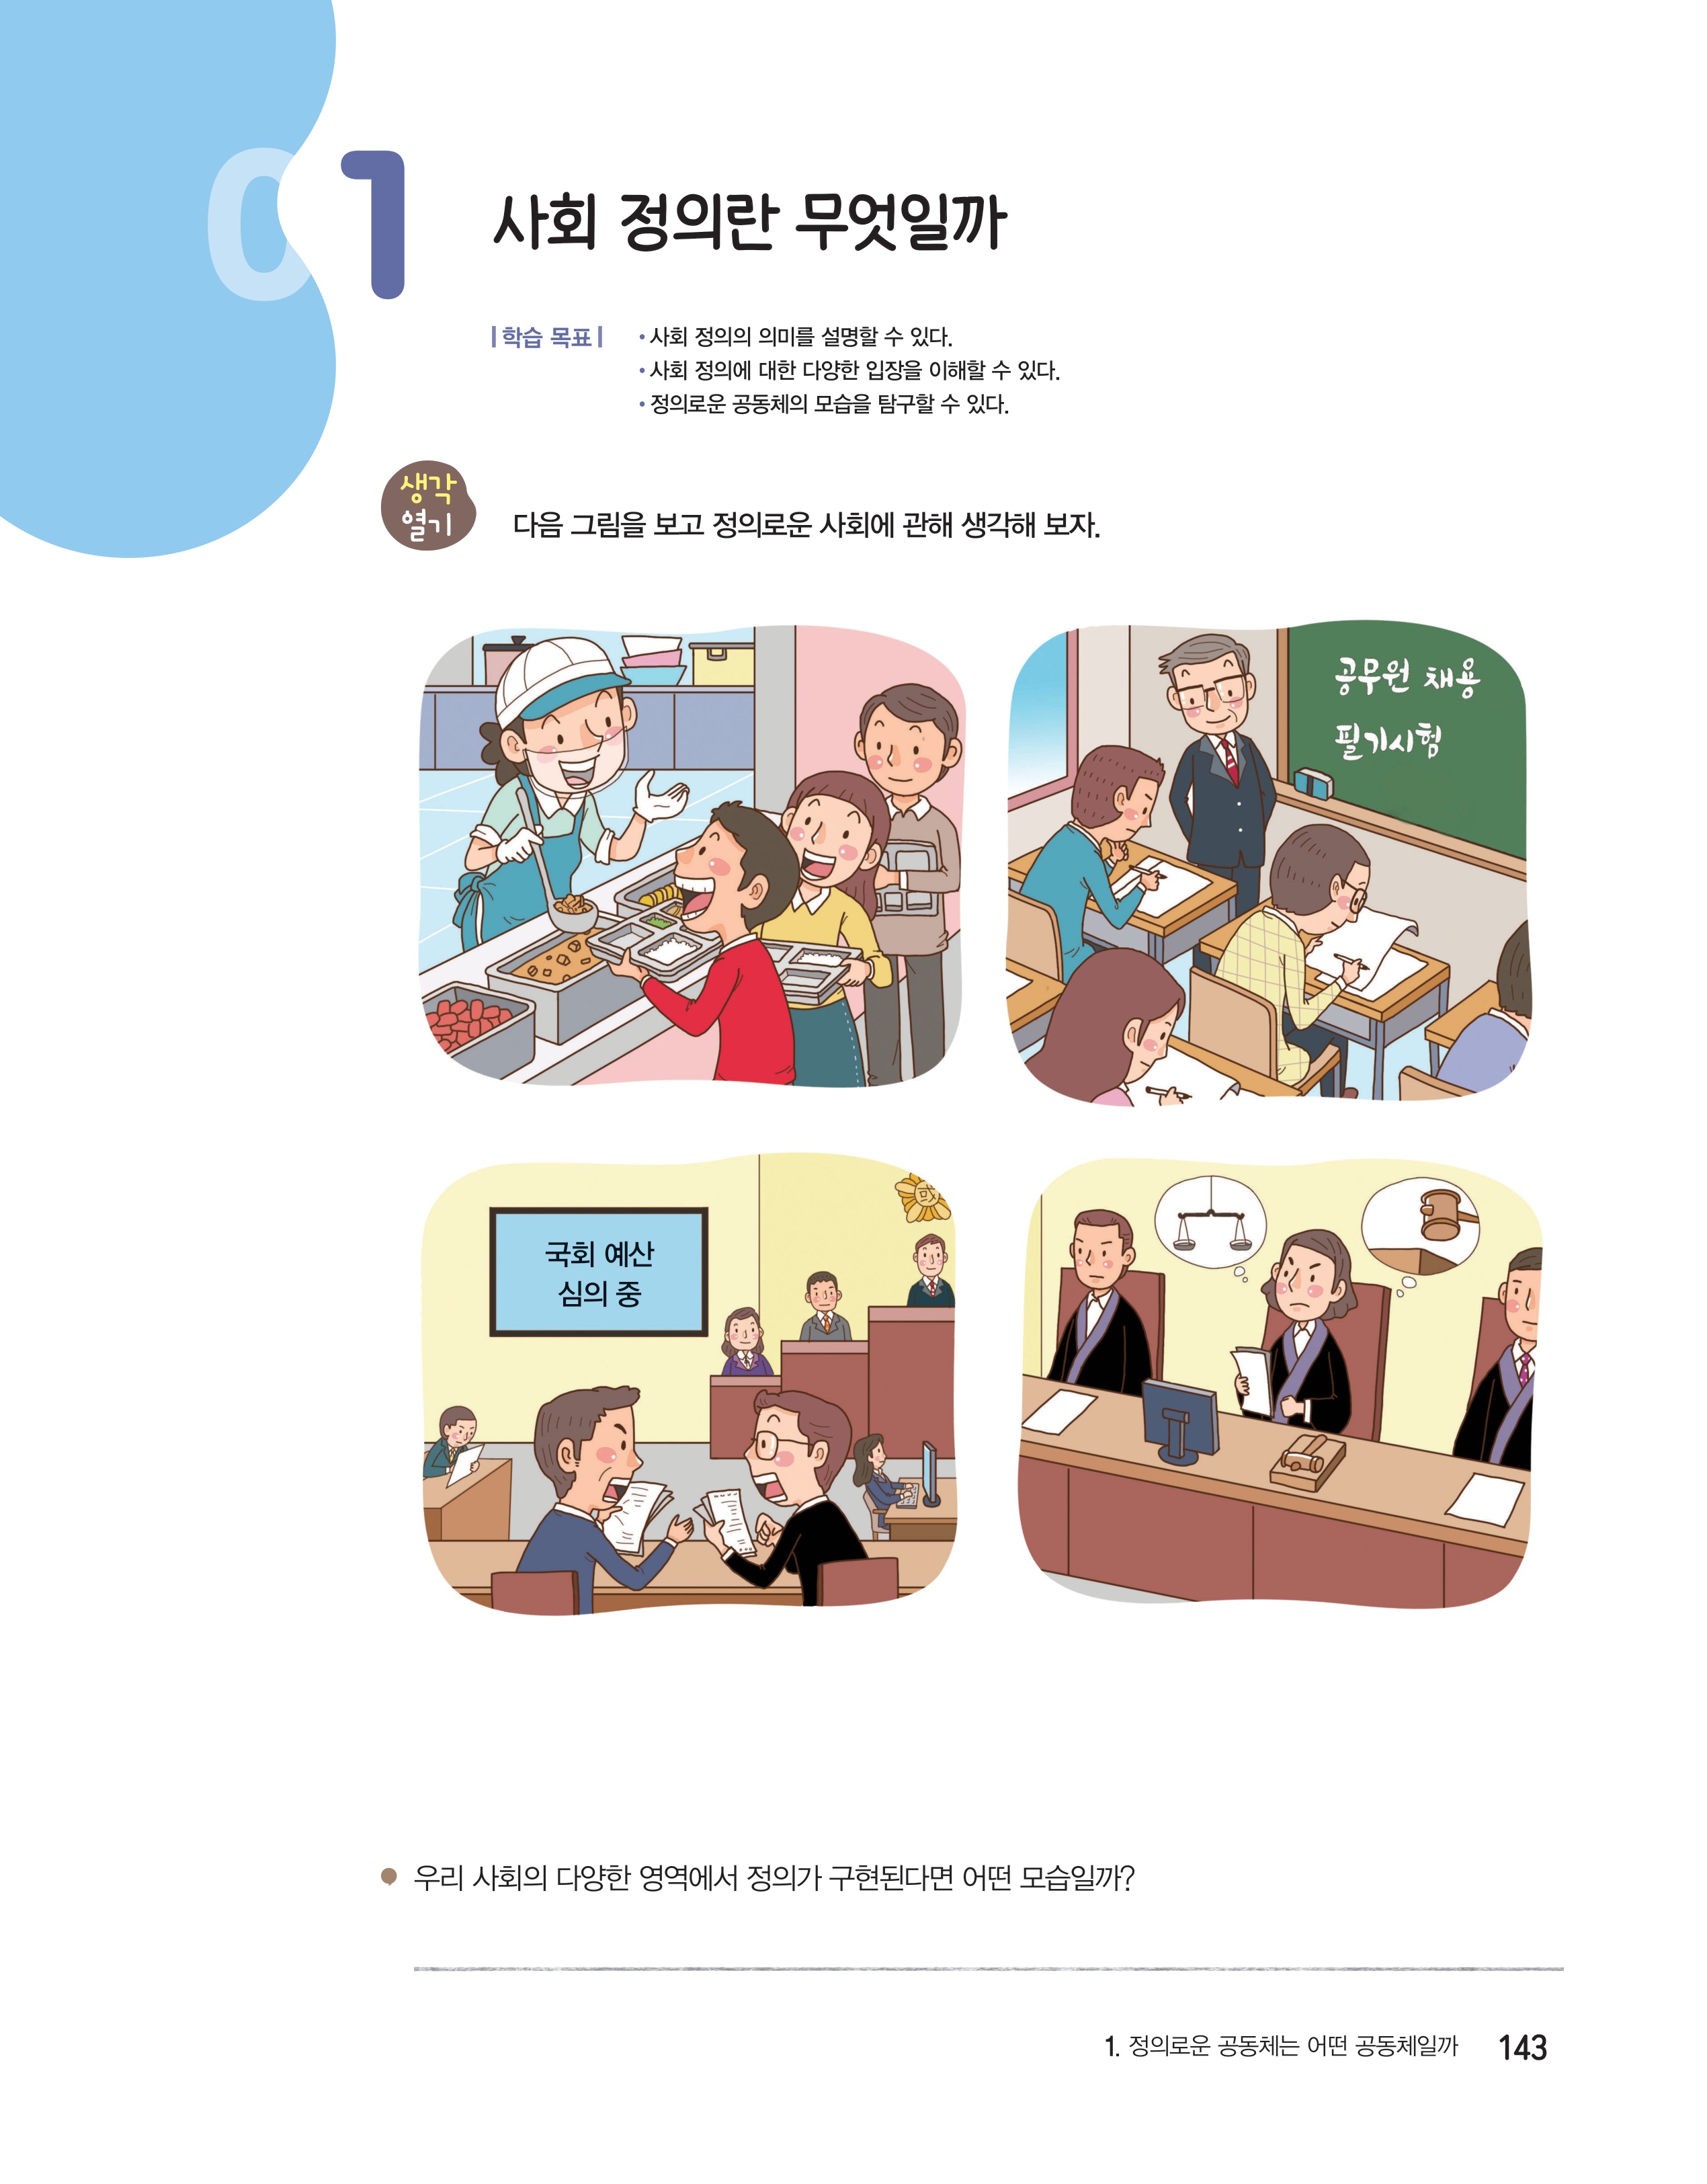 01
사회 정의란 무엇일까
| 학습 목표 |
• 사회 정의의 의미를 설명할 수 있다.
• 사회 정의에 대한 다양한 입장을 이해할 수 있다.
• 정의로운 공동체의 모습을 탐구할 수 있다.
생각
열기
다음 그림을 보고 정의로운 사회에 관해 생각해 보자.
공무원 채용
필기시험
국회 예산
심의 중
或
우리 사회의 다양한 영역에서 정의가 구현된다면 어떤 모습일까?
1. 정의로운 공동체는 어떤 공동체일까 143